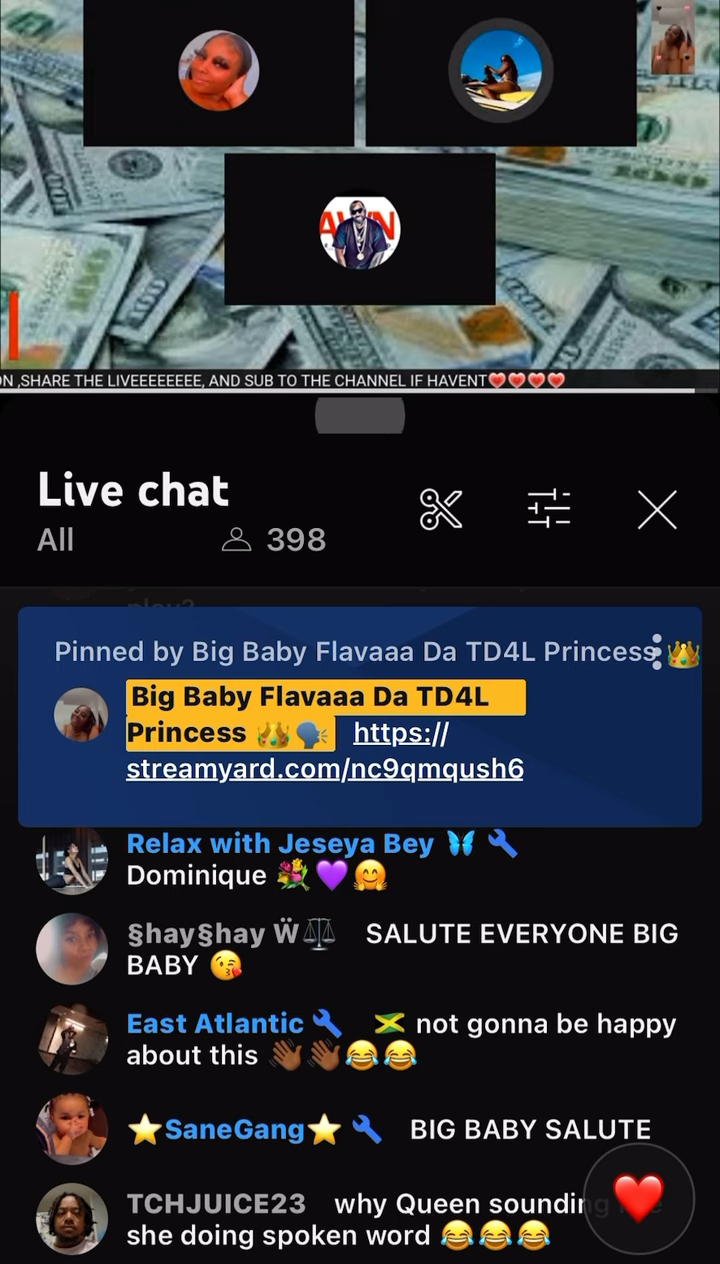 ON ,SHARE THE LIVEEEEEEEE, AND SUB TO THE CHANNEL IF HAVENT❤️❤️❤️❤️
Live chat
All 398
Pinned by Big Baby Flavaaa Da TD4L Princess 👑
Big Baby Flavaaa Da TD4L
Princess 👑🗣️ https://
streamyard.com/nc9qmqush6
Relax with Jeseya Bey 🦋 🔧
Dominique 💐💜🤗
§hay§hay Ẅ⚖️ SALUTE EVERYONE BIG
BABY 😘
East Atlantic 🔧 🇯🇲 not gonna be happy
about this 👋🏾👋🏾😂😂
⭐SaneGang⭐ 🔧 BIG BABY SALUTE
TCHJUICE23 why Queen sounding
she doing spoken word 😂😂😂